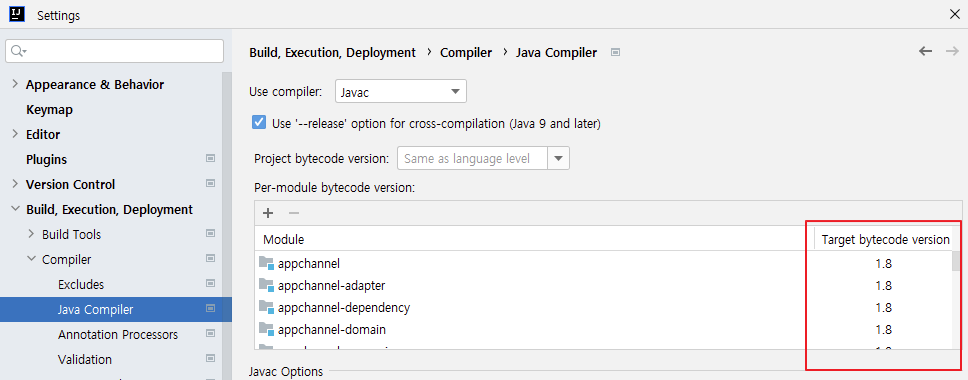 IJ
Settings
Build, Execution, Deployment › Compiler › Java Compiler
Appearance & Behavior
Keymap
Editor
Plugins
Version Control
Build, Execution, Deployment
Build Tools
Compiler
Excludes
Java Compiler
Annotation Processors
Validation
Use compiler: Javac
Use '--release' option for cross-compilation (Java 9 and later)
Project bytecode version: Same as language level
Per-module bytecode version:
Module Target bytecode version
appchannel 1.8
appchannel-adapter 1.8
appchannel-dependency 1.8
appchannel-domain 1.8
Javac Options